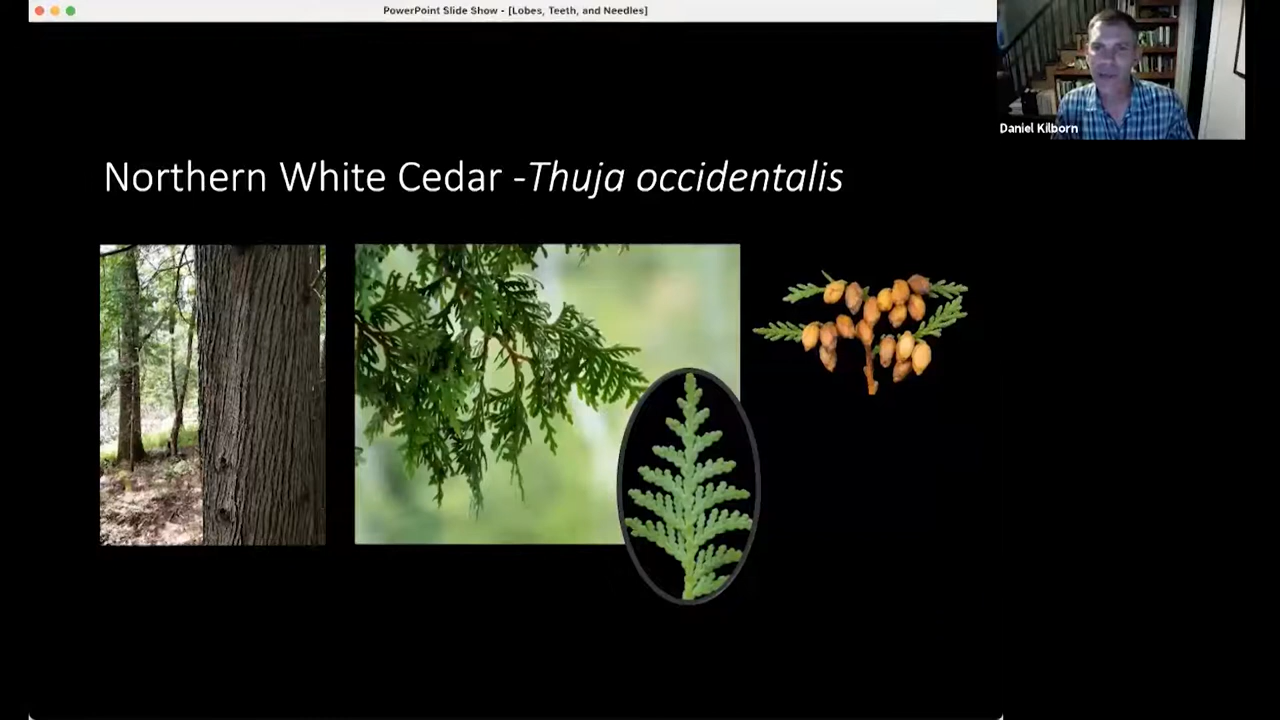 PowerPoint Slide Show - [Lobes, Teeth, and Needles]
Daniel Kilborn
Northern White Cedar -Thuja occidentalis